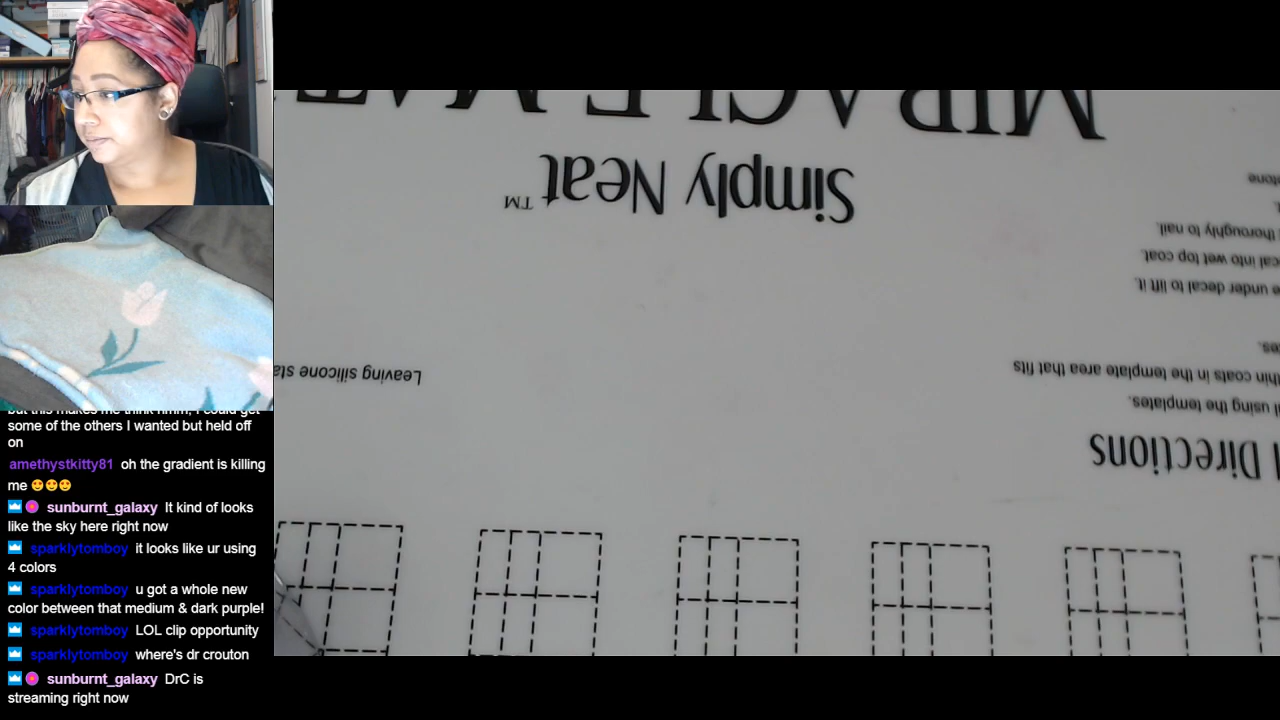 but this makes me think hmm, I could get
some of the others I wanted but held off
on
amethystkitty81 oh the gradient is killing
me 😍😍😍
sunburnt_galaxy It kind of looks
like the sky here right now
sparklytomboy it looks like ur using
4 colors
sparklytomboy u got a whole new
color between that medium & dark purple!
sparklytomboy LOL clip opportunity
sparklytomboy where's dr crouton
sunburnt_galaxy DrC is
streaming right now
MIRACLE MAT
Simply Neat™
thoroughly to nail
into wet top coat.
under decal to lift it
thin coats in the template area that fits
using the templates.
Directions
Leaving silicone